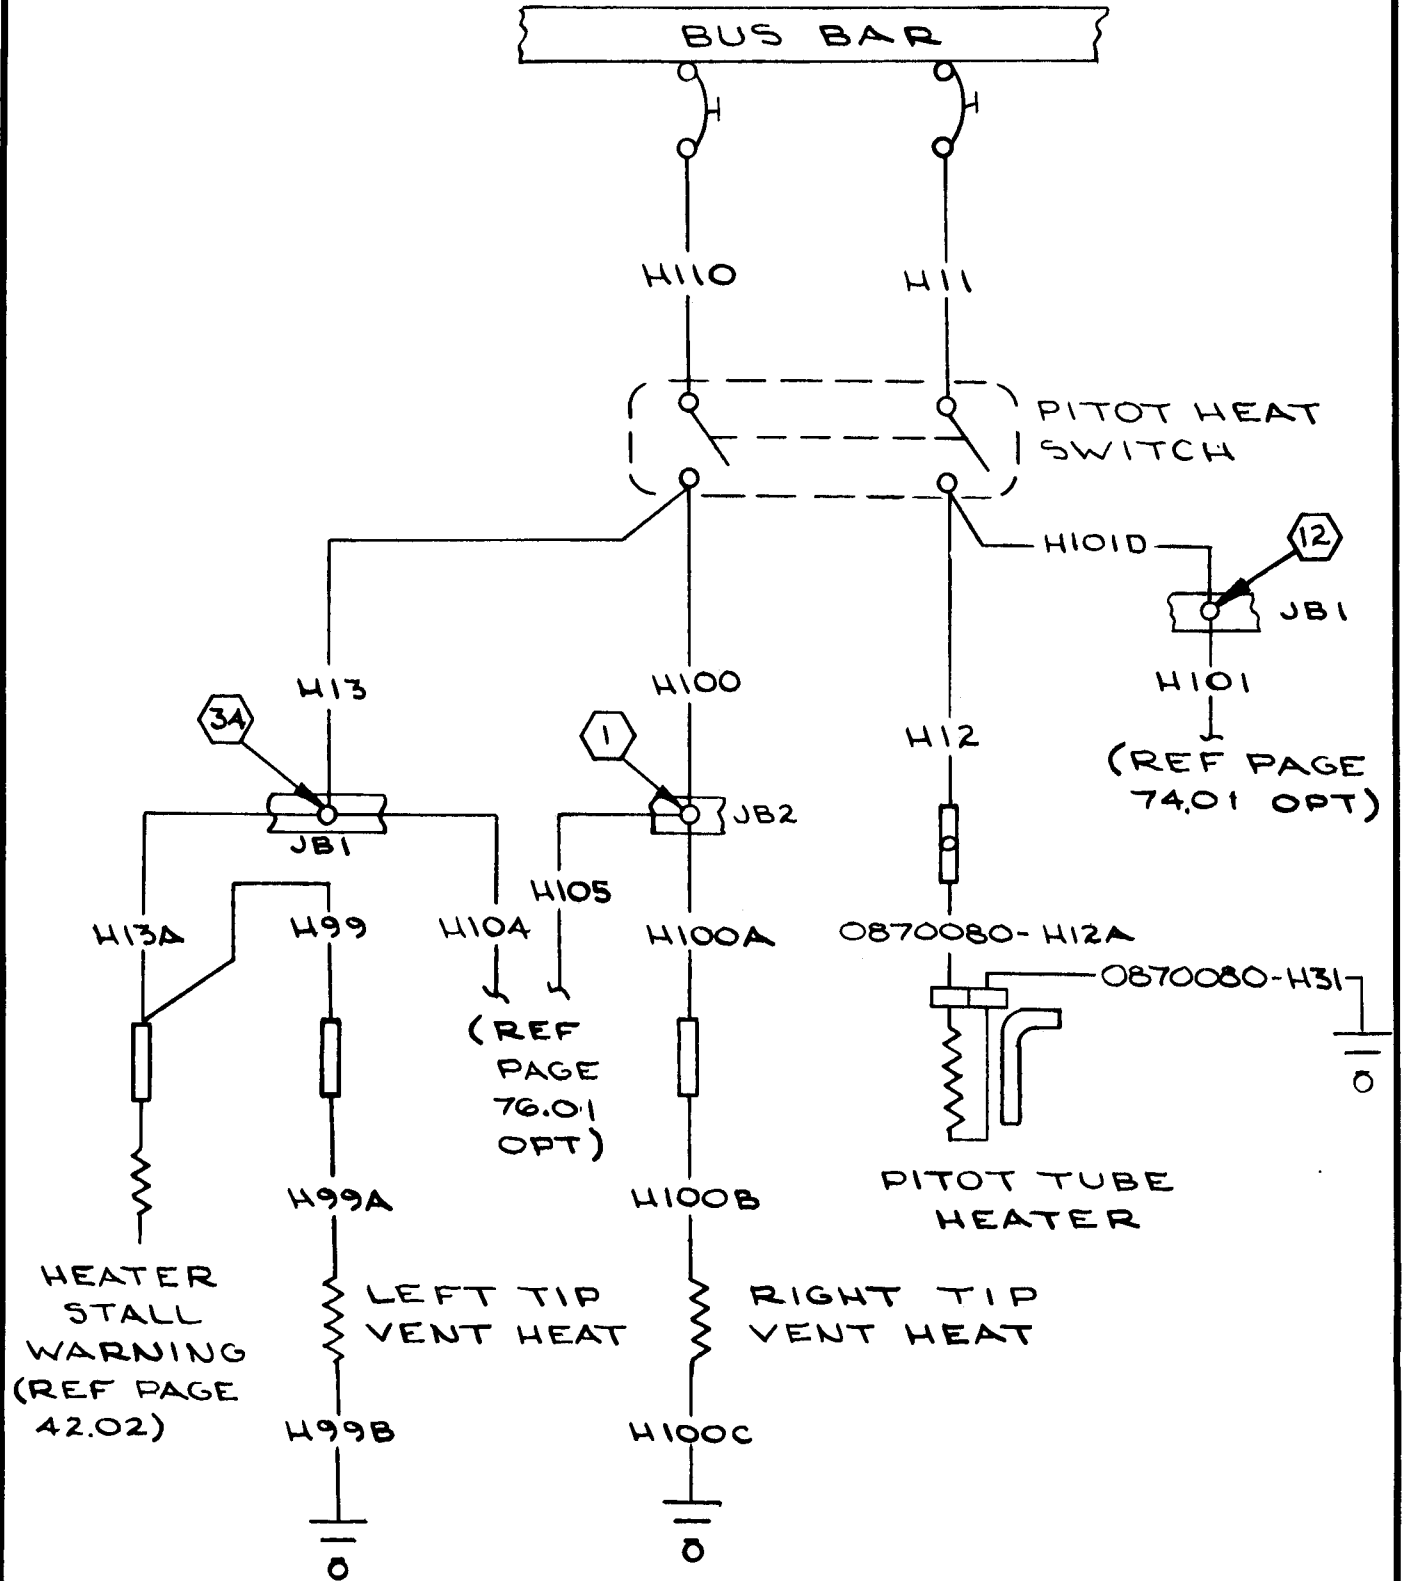 BUS BAR
H110
H11
PITOT HEAT
SWITCH
H101D
12
JB1
H13
H100
H101
34
1
H12
(REF PAGE
74.01 OPT)
JB1
JB2
H105
H13A
H99
H104
H100A
0870080-H12A
0870080-H31
(REF
PAGE
76.01
OPT)
H99A
H100B
PITOT TUBE
HEATER
HEATER
STALL
WARNING
(REF PAGE
42.02)
LEFT TIP
VENT HEAT
RIGHT TIP
VENT HEAT
H99B
H100C